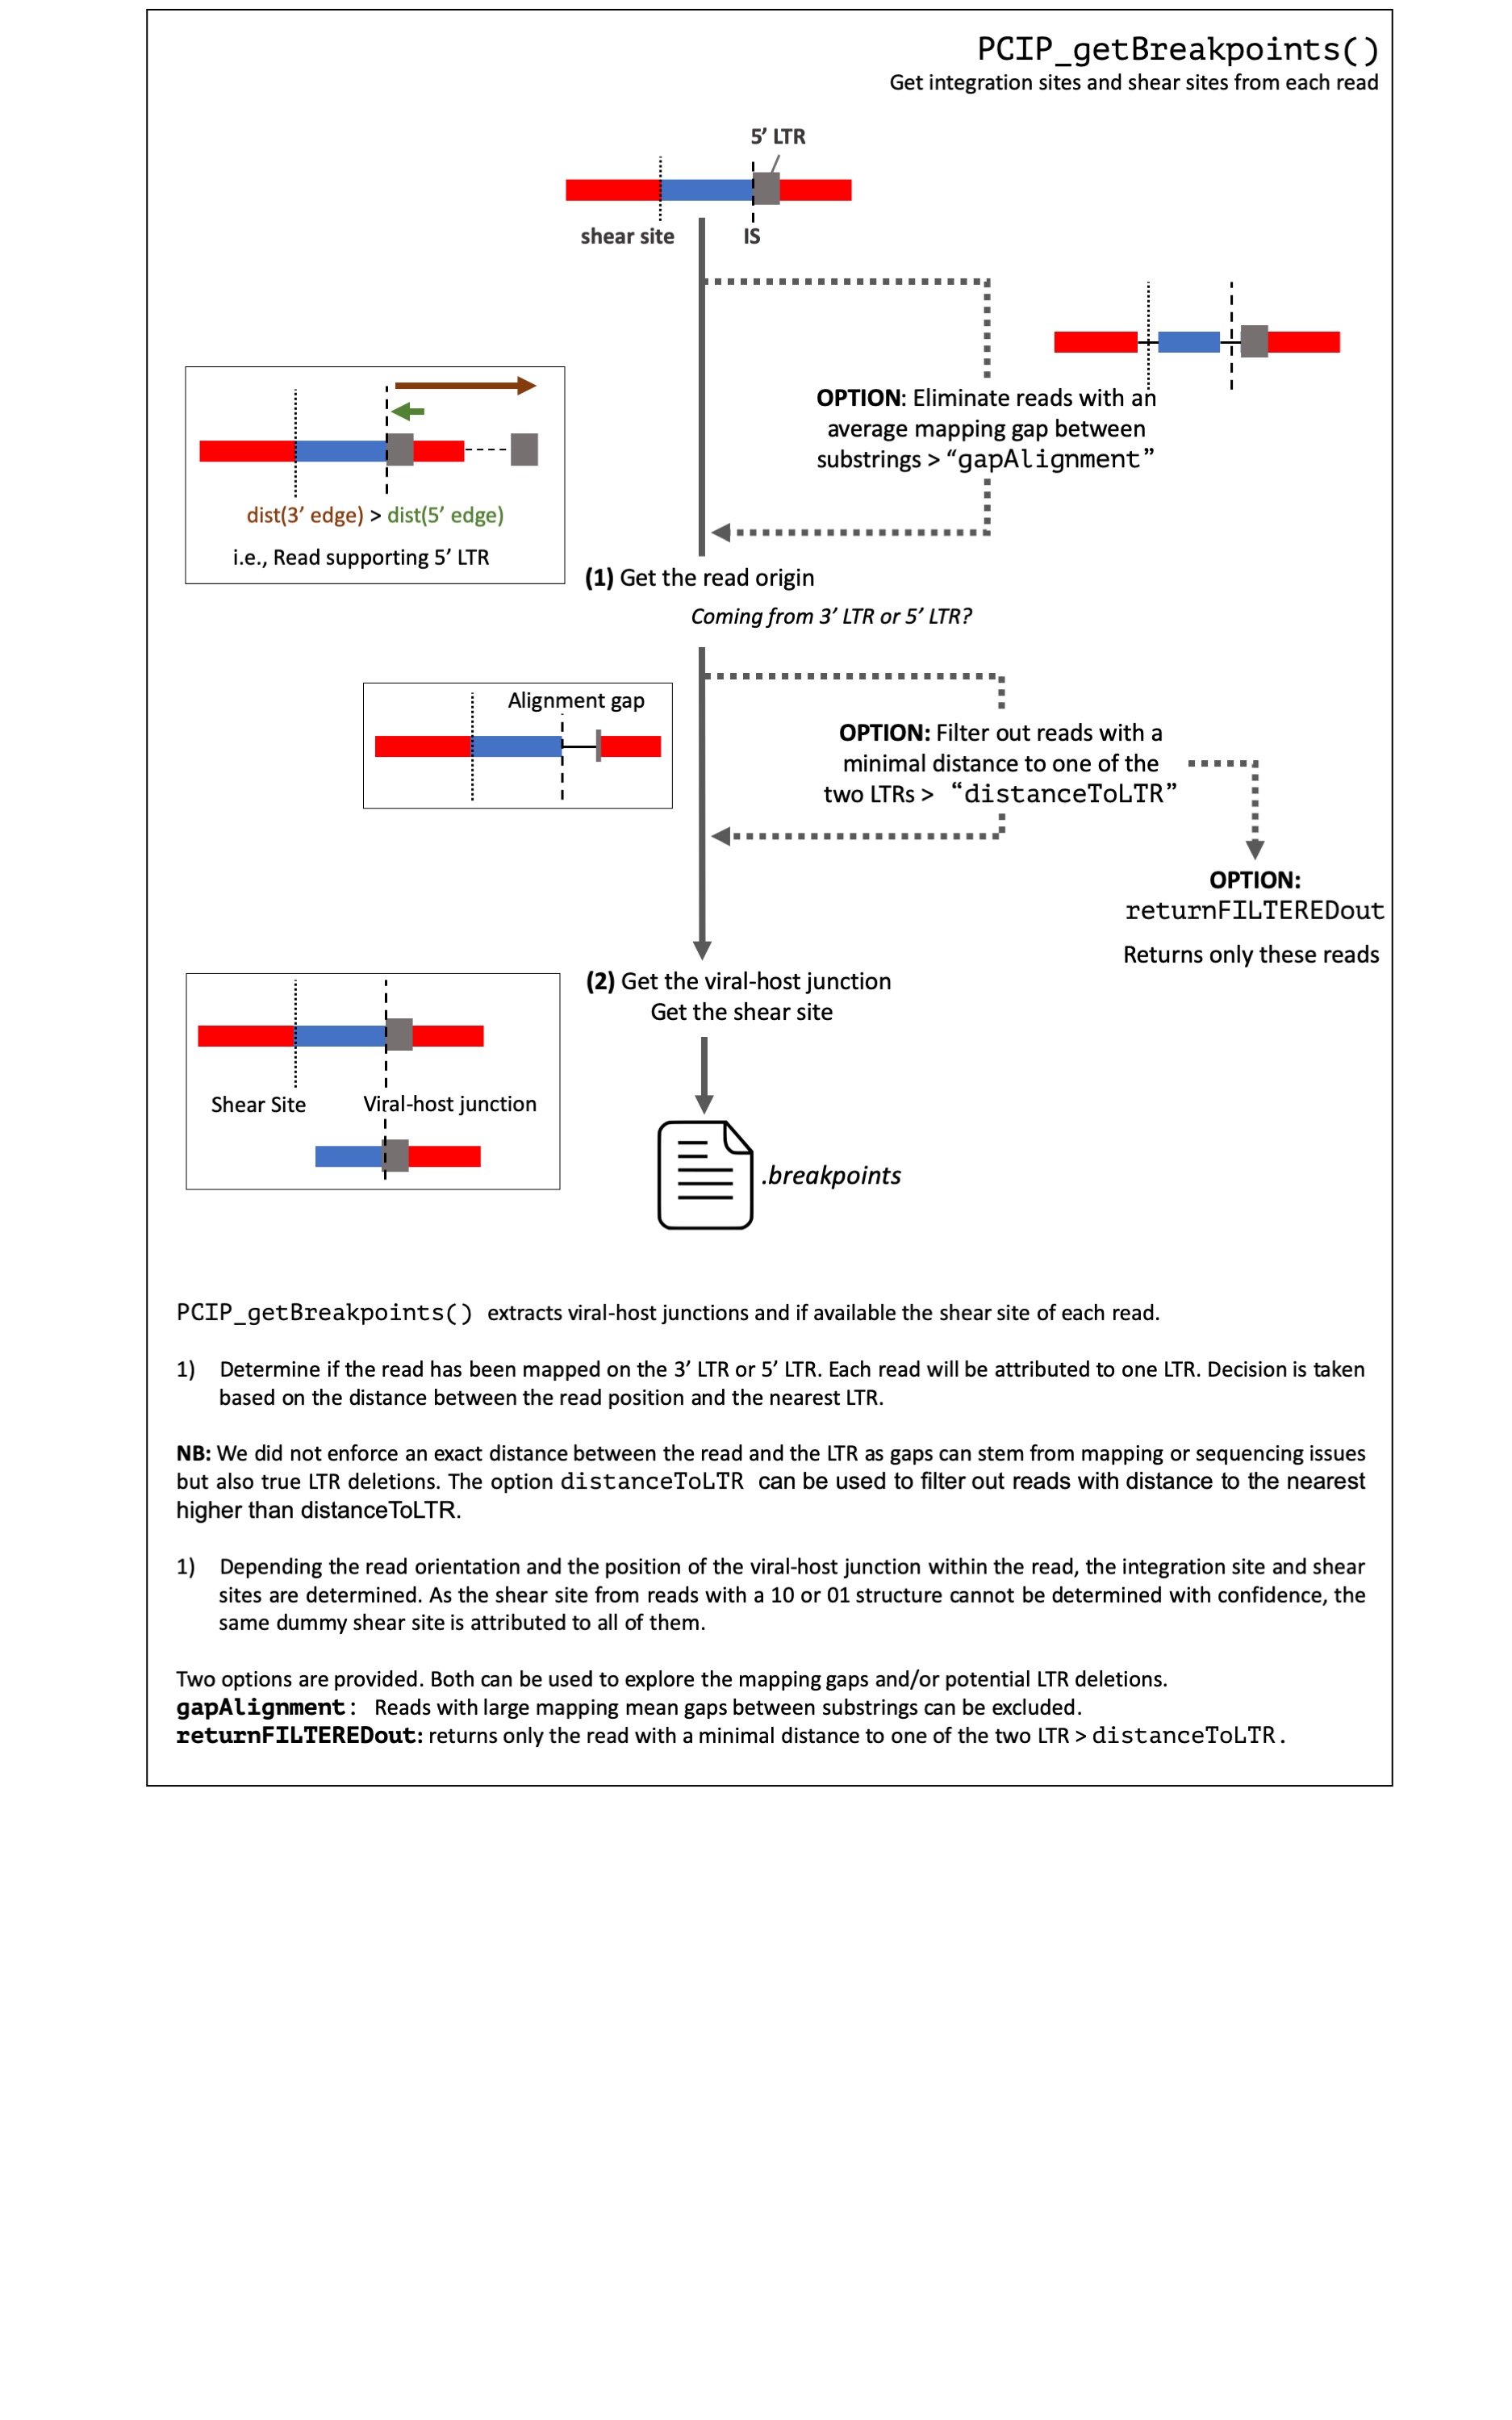 PCIP_getBreakpoints()
Get integration sites and shear sites from each read
5’ LTR
shear site
IS
OPTION: Eliminate reads with an
average mapping gap between
substrings > “gapAlignment”
dist(3’ edge) > dist(5’ edge)
i.e., Read supporting 5’ LTR
(1) Get the read origin
Coming from 3’ LTR or 5’ LTR?
Alignment gap
OPTION: Filter out reads with a
minimal distance to one of the
two LTRs > “distanceToLTR”
OPTION:
returnFILTEREDout
Returns only these reads
(2) Get the viral-host junction
Get the shear site
Shear Site
Viral-host junction
.breakpoints
PCIP_getBreakpoints() extracts viral-host junctions and if available the shear site of each read.
1) Determine if the read has been mapped on the 3’ LTR or 5’ LTR. Each read will be attributed to one LTR. Decision is taken
based on the distance between the read position and the nearest LTR.
NB: We did not enforce an exact distance between the read and the LTR as gaps can stem from mapping or sequencing issues
but also true LTR deletions. The option distanceToLTR can be used to filter out reads with distance to the nearest
higher than distanceToLTR.
1) Depending the read orientation and the position of the viral-host junction within the read, the integration site and shear
sites are determined. As the shear site from reads with a 10 or 01 structure cannot be determined with confidence, the
same dummy shear site is attributed to all of them.
Two options are provided. Both can be used to explore the mapping gaps and/or potential LTR deletions.
gapAlignment: Reads with large mapping mean gaps between substrings can be excluded.
returnFILTEREDout: returns only the read with a minimal distance to one of the two LTR > distanceToLTR.